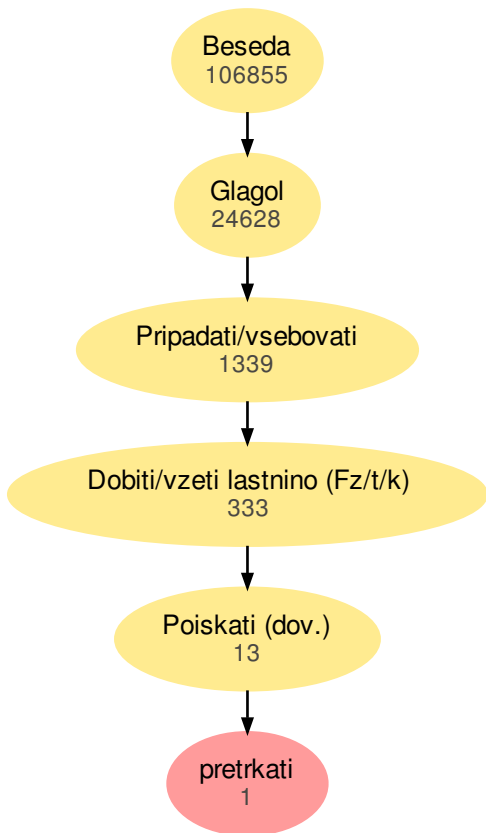 Beseda
106855
Glagol
24628
Pripadati/vsebovati
1339
Dobiti/vzeti lastnino (Fz/t/k)
333
Poiskati (dov.)
13
pretrkati
1